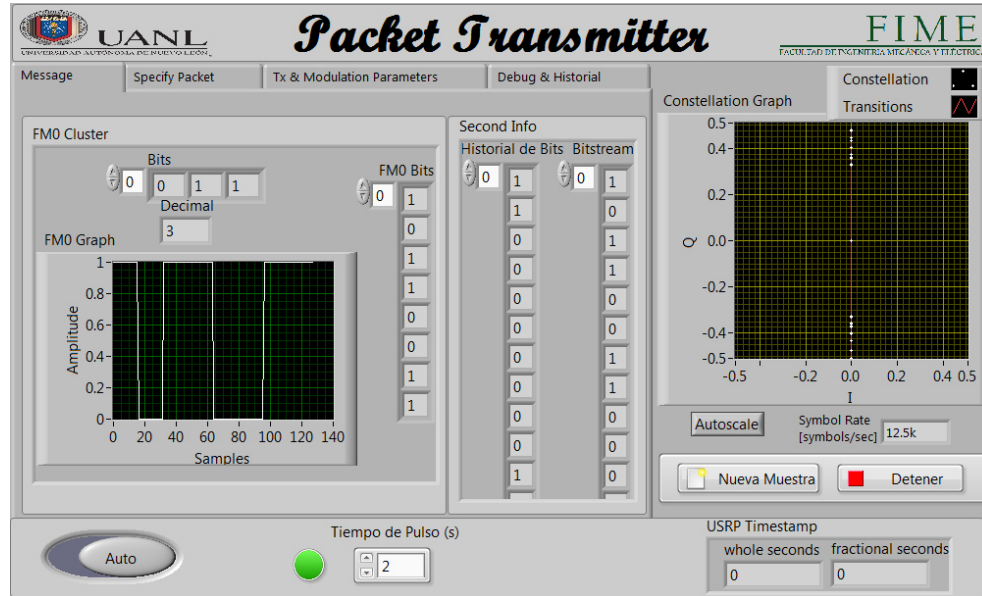 UANL
UNIVERSIDAD AUTÓNOMA DE NUEVO LEÓN
Packet Transmitter
FIME
FACULTAD DE INGENIERÍA MECÁNICA Y ELÉCTRICA
Message
Specify Packet
Tx & Modulation Parameters
Debug & Historial
FM0 Cluster
Bits
0 0 1 1
Decimal
3
FM0 Bits
0
1
0
1
1
0
0
1
1
FM0 Graph
Amplitude
1
0.8
0.6
0.4
0.2
0
0 20 40 60 80 100 120 140
Samples
Second Info
Historial de Bits Bitstream
0 1 0 1
1 0
0 1
0 1
0 0
0 0
0 1
0 1
0 0
0 0
1 0
Constellation Graph
Constellation
Transitions
0.5
0.4
0.2
0.0
-0.2
-0.4
-0.5
Q
-0.5 -0.2 0.0 0.2 0.4 0.5
I
Autoscale
Symbol Rate
[symbols/sec] 12.5k
Nueva Muestra
Detener
Auto
Tiempo de Pulso (s)
2
USRP Timestamp
whole seconds fractional seconds
0 0